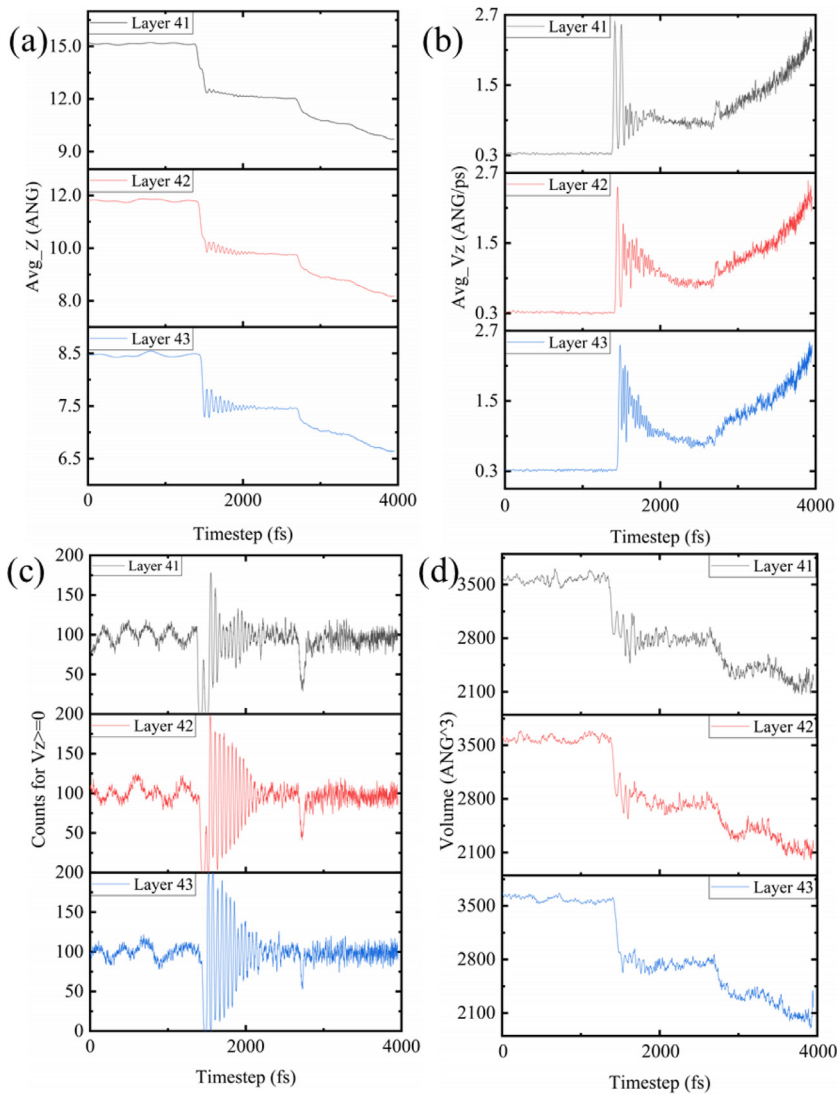 (a)
Layer 41
15.0
12.0
9.0
Layer 42
12.0
10.0
8.0
Layer 43
8.5
7.5
6.5
Avg_Z (ANG)
0 2000 4000
Timestep (fs)
(b)
2.7
Layer 41
1.5
0.3
2.7
Layer 42
1.5
0.3
2.7
Layer 43
1.5
0.3
Avg_Vz (ANG/ps)
0 2000 4000
Timestep (fs)
(c)
200
Layer 41
150
100
50
200
Layer 42
150
100
50
200
Layer 43
150
100
50
0
Counts for Vz>=0
0 2000 4000
Timestep (fs)
(d)
Layer 41
3500
2800
2100
Layer 42
3500
2800
2100
Layer 43
3500
2800
2100
Volume (ANG^3)
0 2000 4000
Timestep (fs)